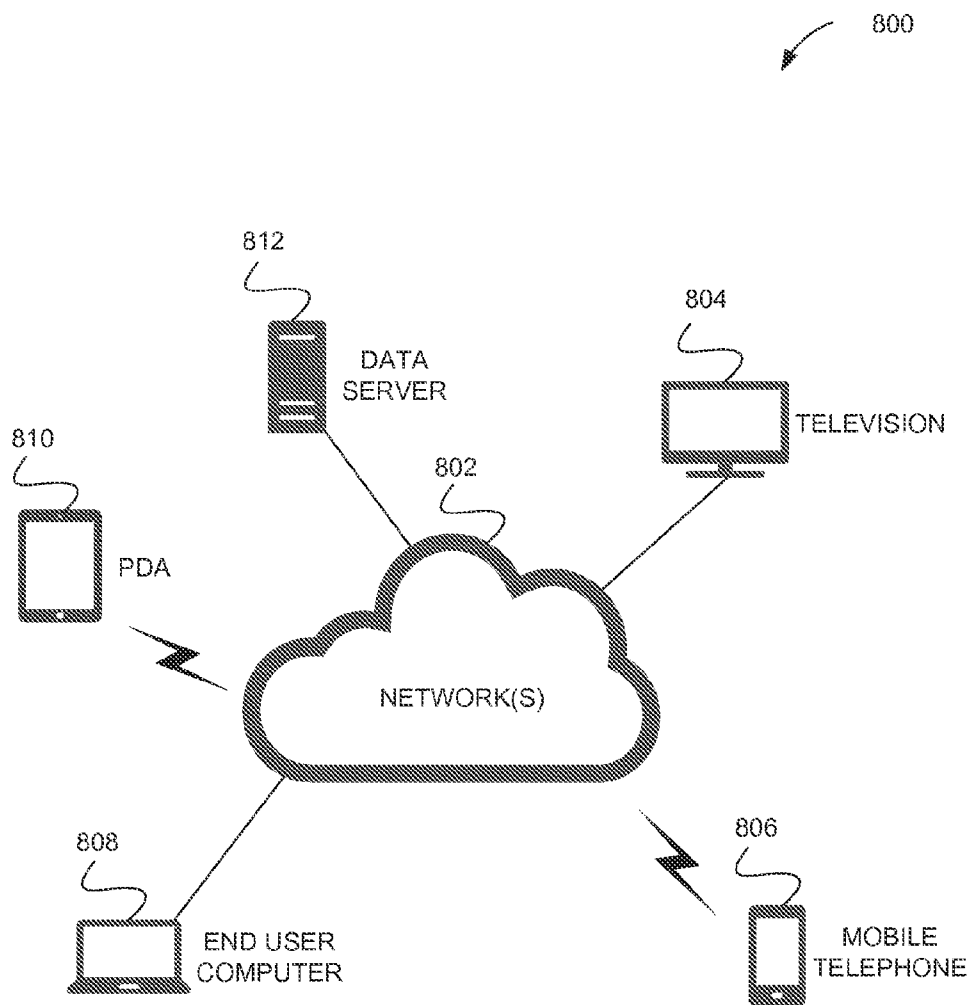 800
812
DATA
SERVER
804
TELEVISION
810
PDA
802
NETWORK(S)
808
END USER
COMPUTER
806
MOBILE
TELEPHONE